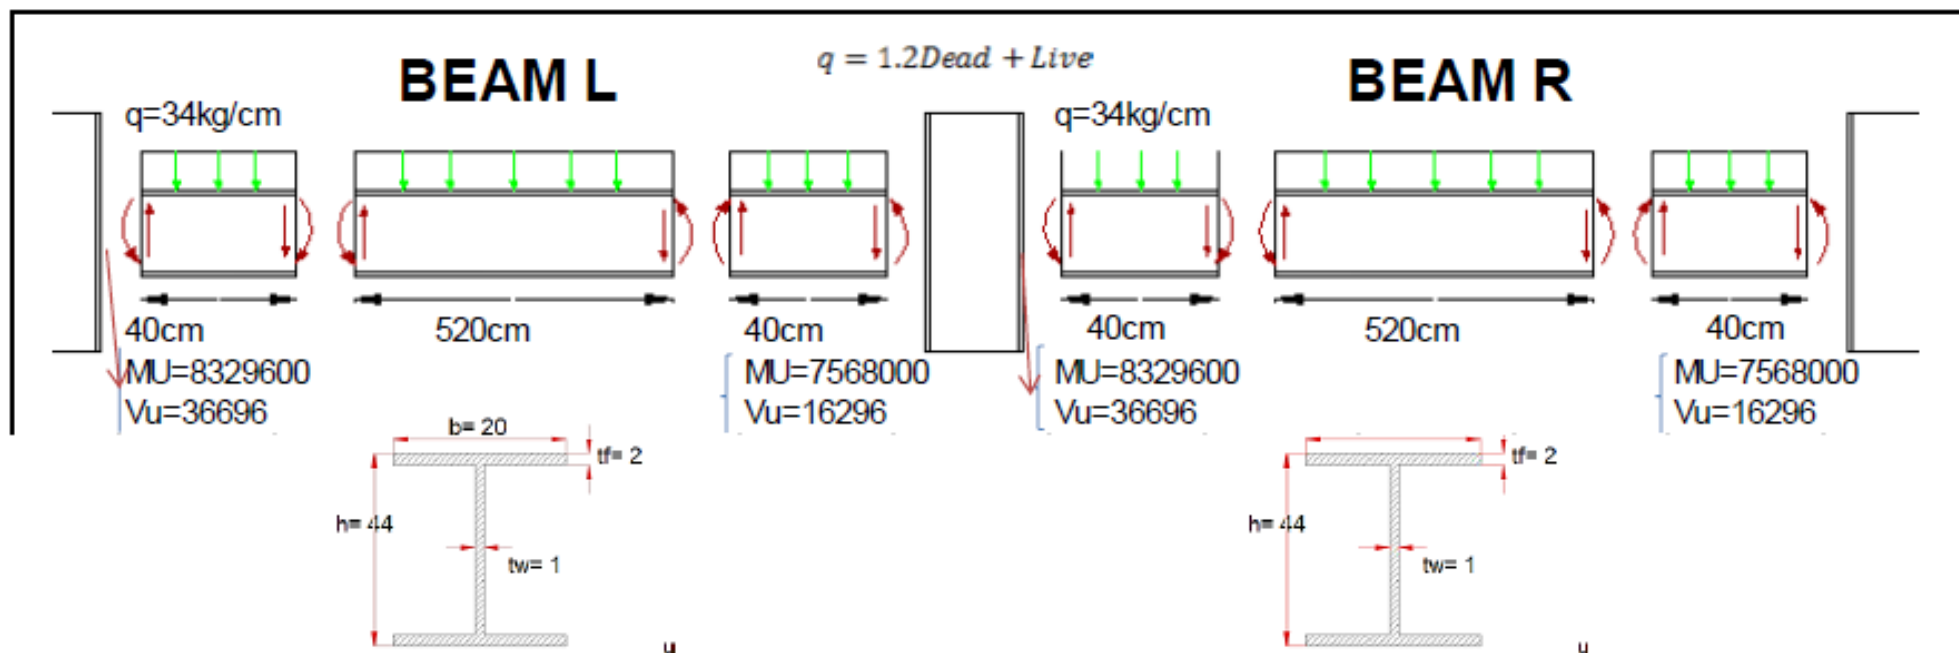 q = 1.2Dead + Live
BEAM L
BEAM R
q=34kg/cm
q=34kg/cm
40cm
520cm
40cm
40cm
520cm
40cm
MU=8329600
MU=7568000
MU=8329600
MU=7568000
Vu=36696
Vu=16296
Vu=36696
Vu=16296
b= 20
tf= 2
tf= 2
h= 44
h= 44
tw= 1
tw= 1